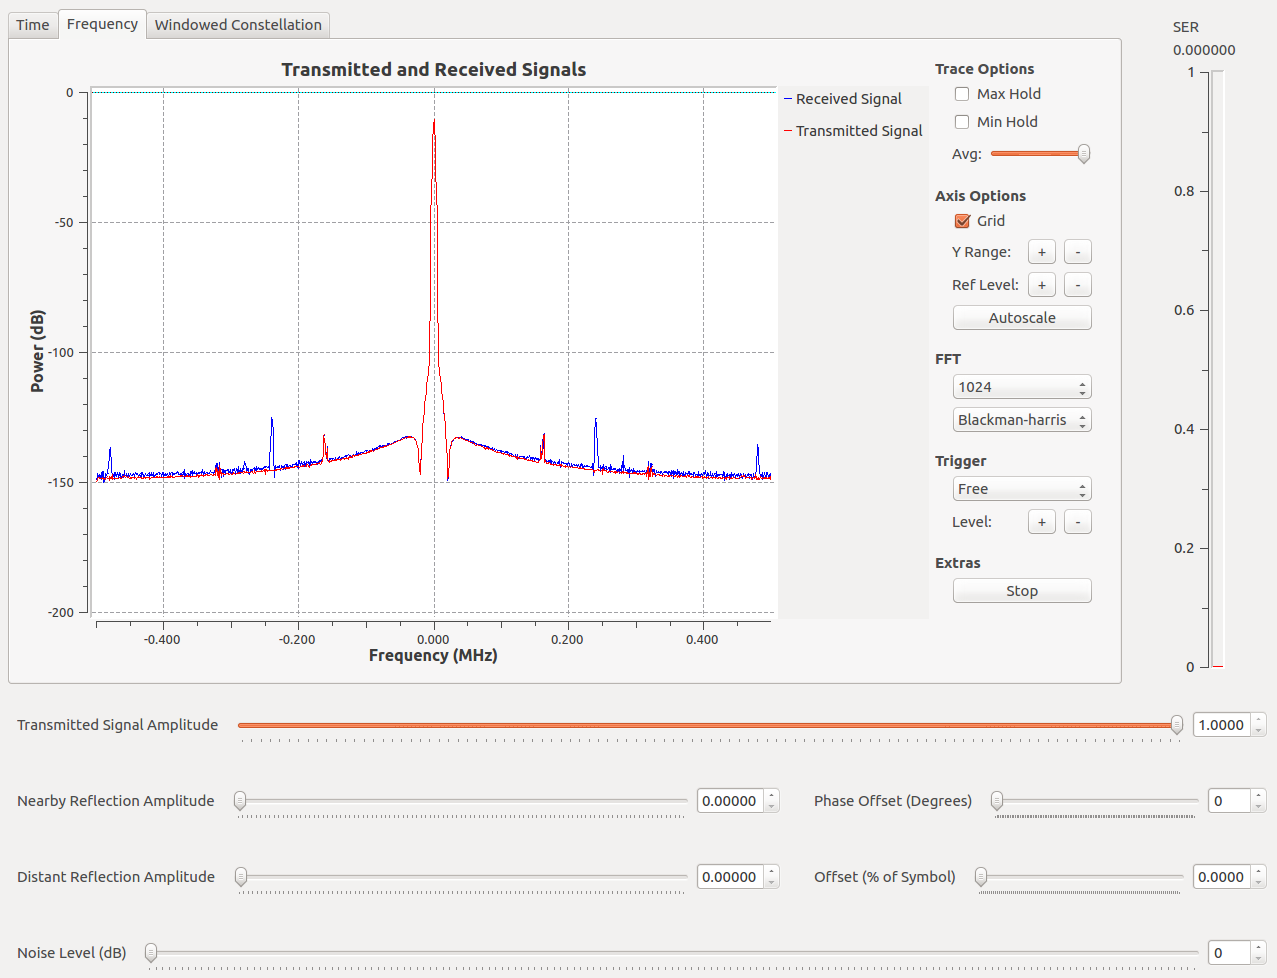 Time Frequency Windowed Constellation
Transmitted and Received Signals
Received Signal
Transmitted Signal
Power (dB)
0
-50
-100
-150
-200
-0.400 -0.200 0.000 0.200 0.400
Frequency (MHz)
Trace Options
Max Hold
Min Hold
Avg:
Axis Options
Grid
Y Range: + -
Ref Level: + -
Autoscale
FFT
1024
Blackman-harris
Trigger
Free
Level: + -
Extras
Stop
SER
0.000000
1
0.8
0.6
0.4
0.2
0
Transmitted Signal Amplitude 1.0000
Nearby Reflection Amplitude 0.00000 Phase Offset (Degrees) 0
Distant Reflection Amplitude 0.00000 Offset (% of Symbol) 0.0000
Noise Level (dB) 0